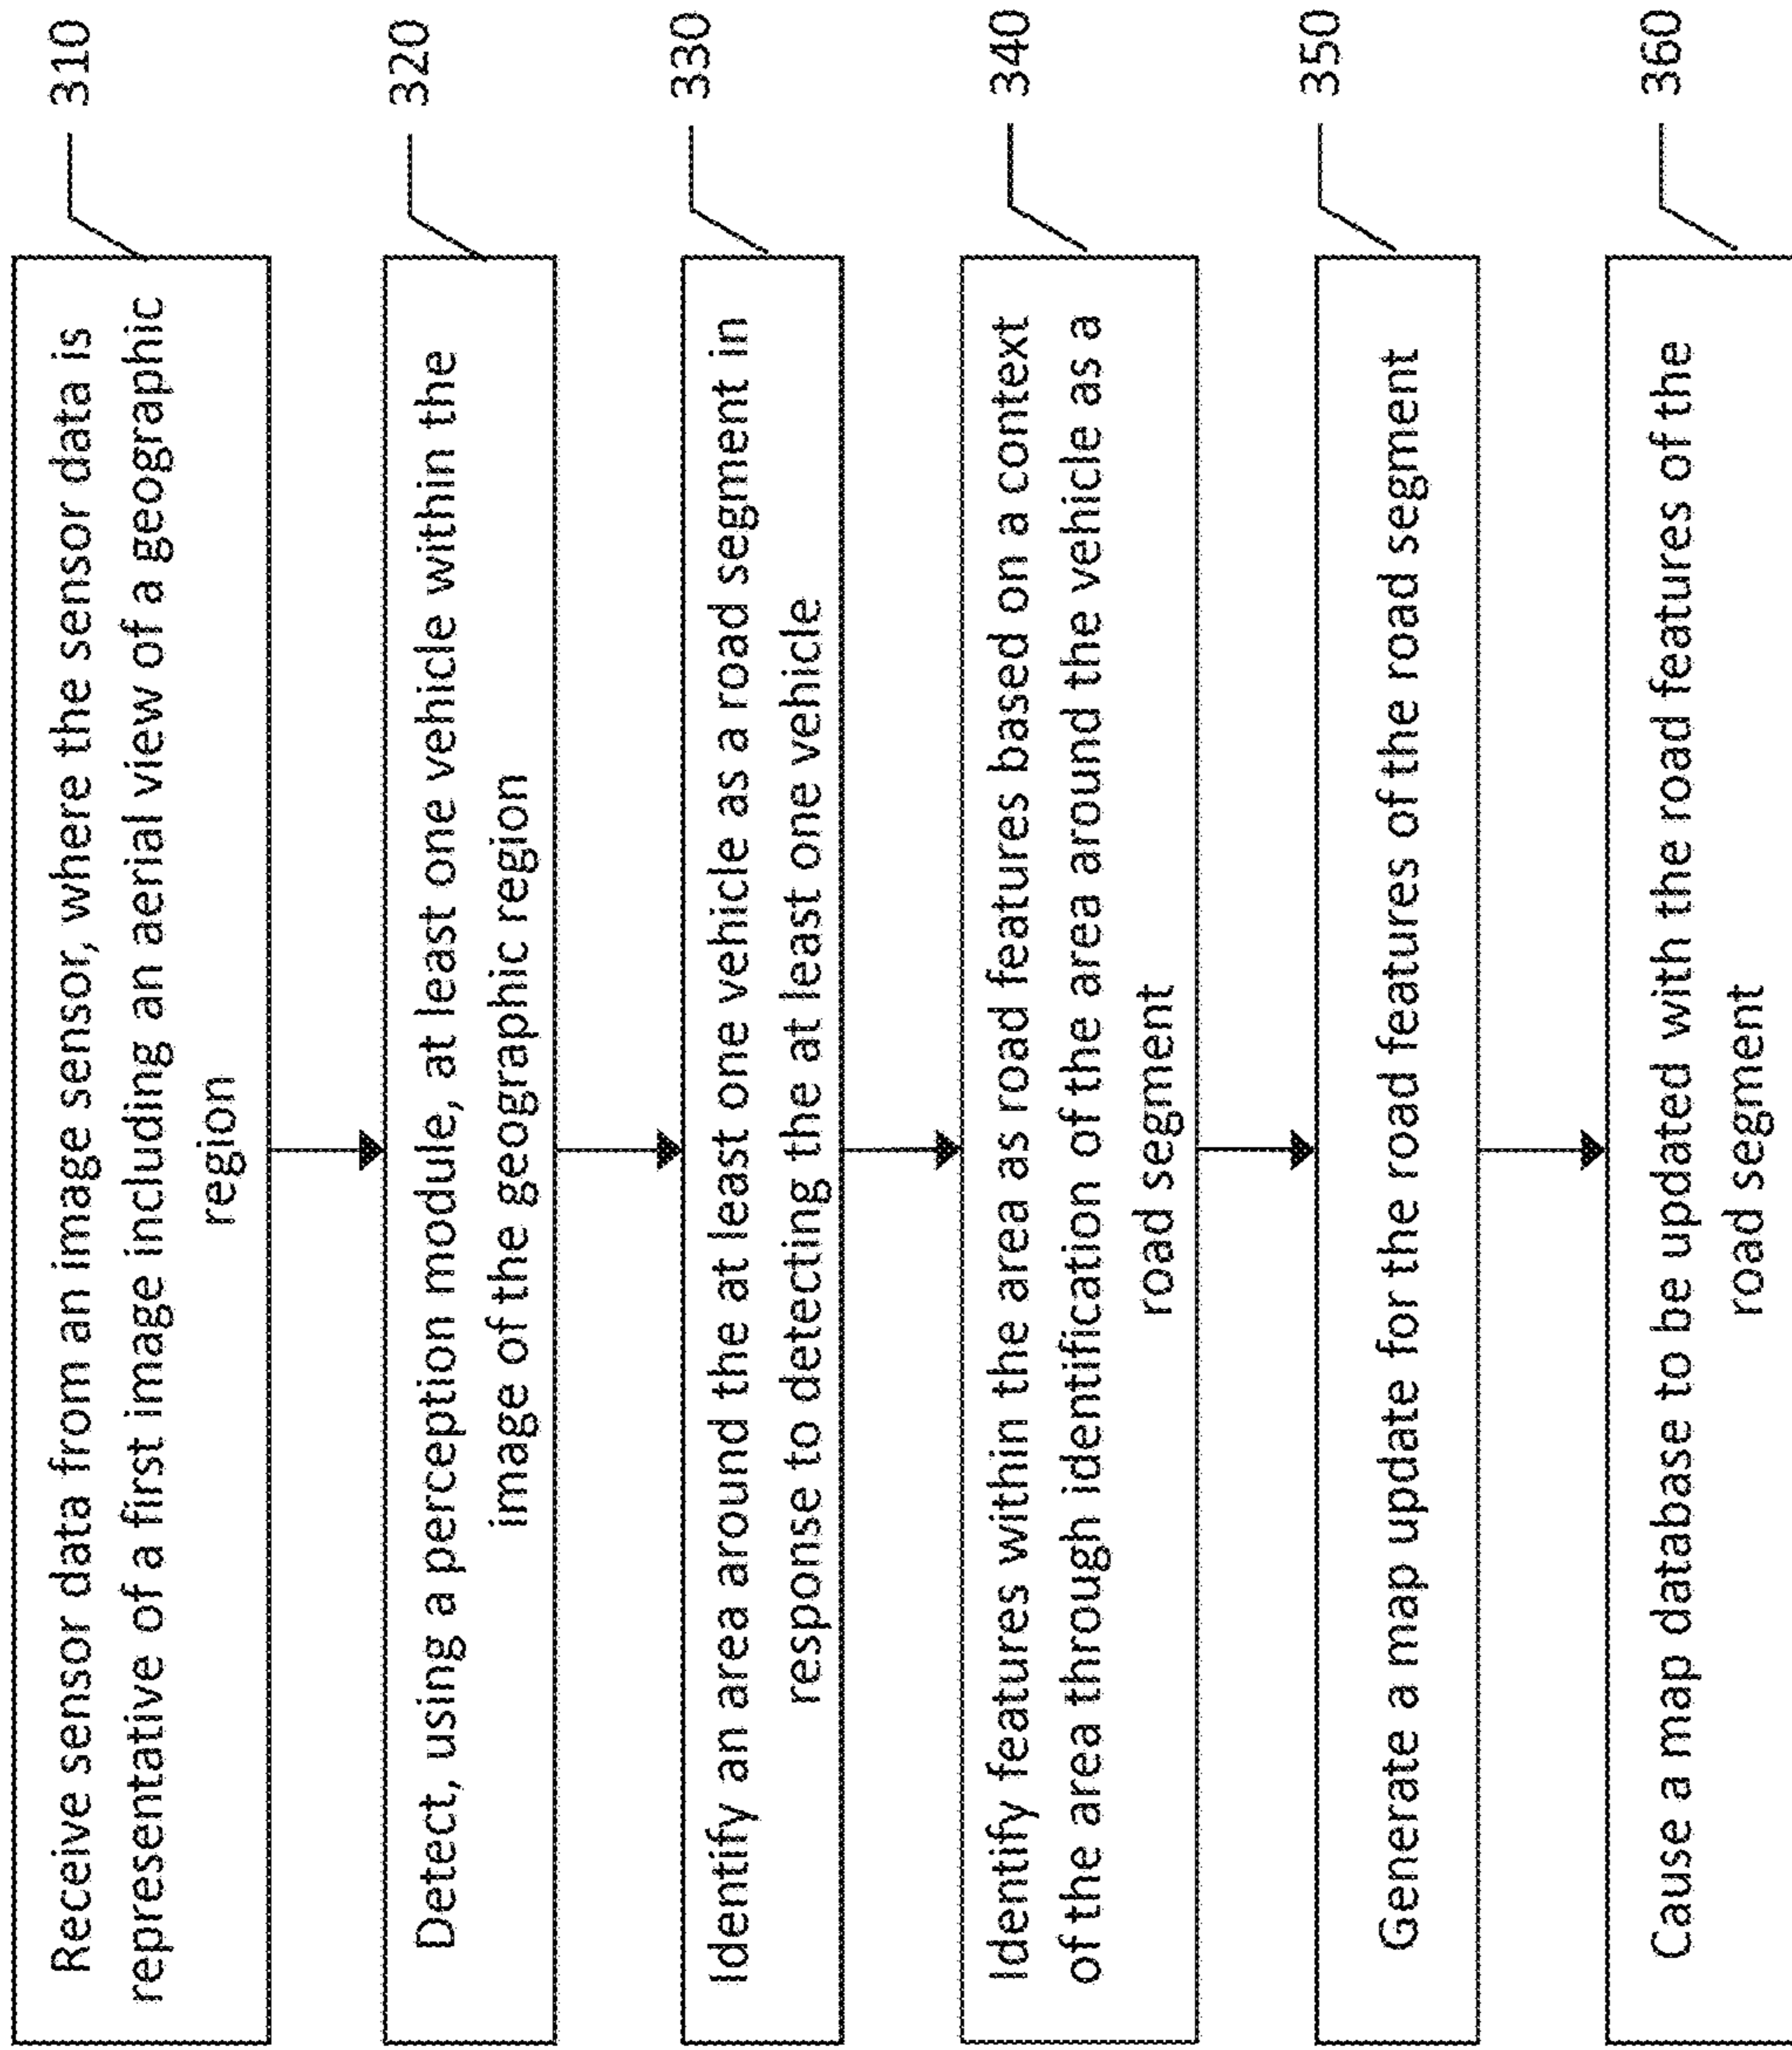 Receive sensor data from an image sensor, where the sensor data is
representative of a first image including an aerial view of a geographic
region
310
Detect, using a perception module, at least one vehicle within the
image of the geographic region
320
Identify an area around the at least one vehicle as a road segment in
response to detecting the at least one vehicle
330
Identify features within the area as road features based on a context
of the area through identification of the area around the vehicle as a
road segment
340
Generate a map update for the road features of the road segment
350
Cause a map database to be updated with the road features of the
road segment
360